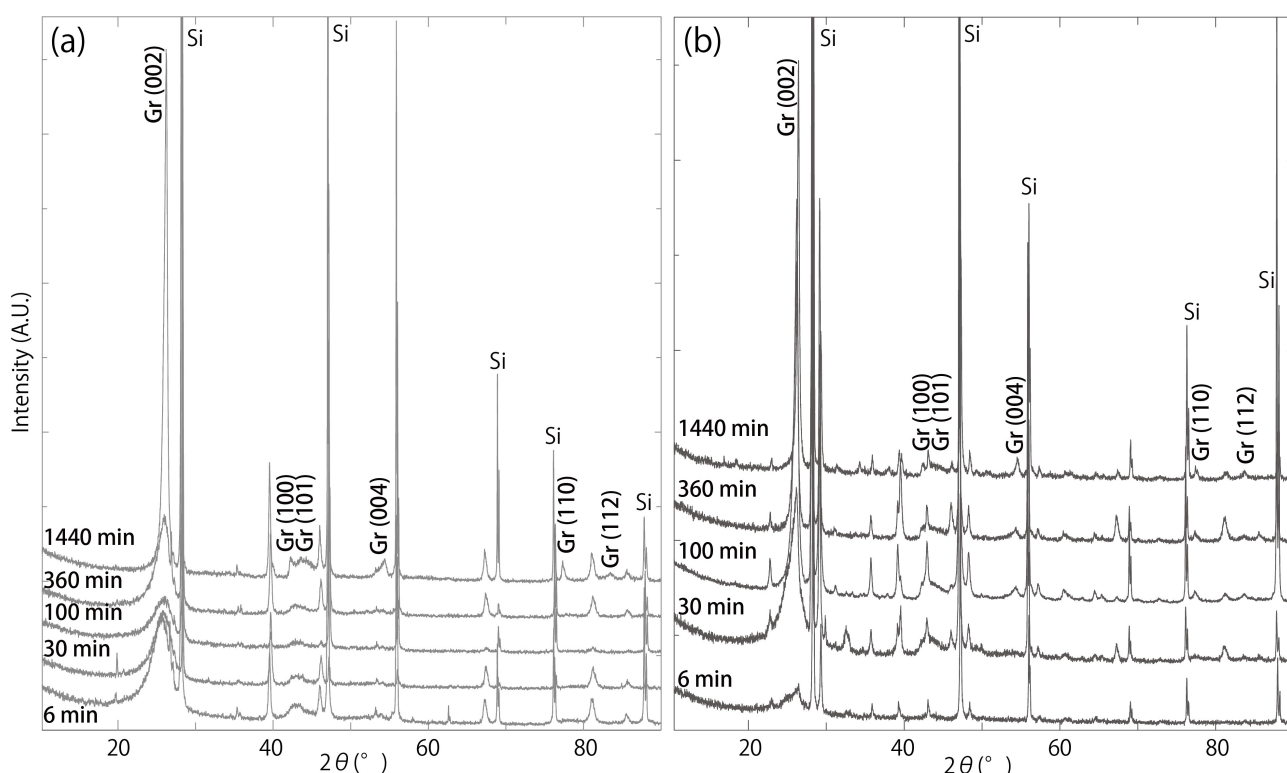 (a)
Si
Si
Gr (002)
Si
Si
Si
Gr (100)
Gr (101)
Gr (004)
Gr (110)
Gr (112)
1440 min
360 min
100 min
30 min
6 min
Intensity (A.U.)
20
40
60
80
2θ(°)
(b)
Si
Si
Gr (002)
Si
Si
Si
Gr (100)
Gr (101)
Gr (004)
Gr (110)
Gr (112)
1440 min
360 min
100 min
30 min
6 min
20
40
60
80
2θ(°)